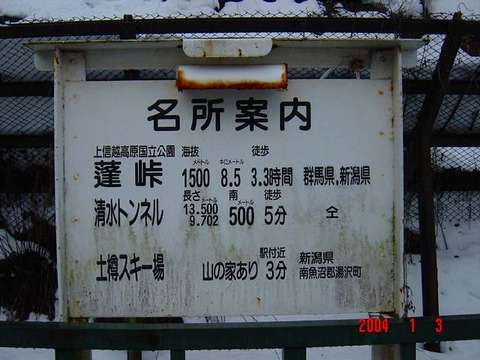 名所案内
上信越高原国立公園 海抜 徒歩
メートル キロメートル
蓬峠 1500 8.5 3.3時間 群馬県.新潟県
長さ メートル 南 メートル 徒歩
清水トンネル 13.500 9.702 500 5分 仝
土樽スキー場 山の家あり 駅付近 3分 新潟県
南魚沼郡湯沢町
2004 1 3